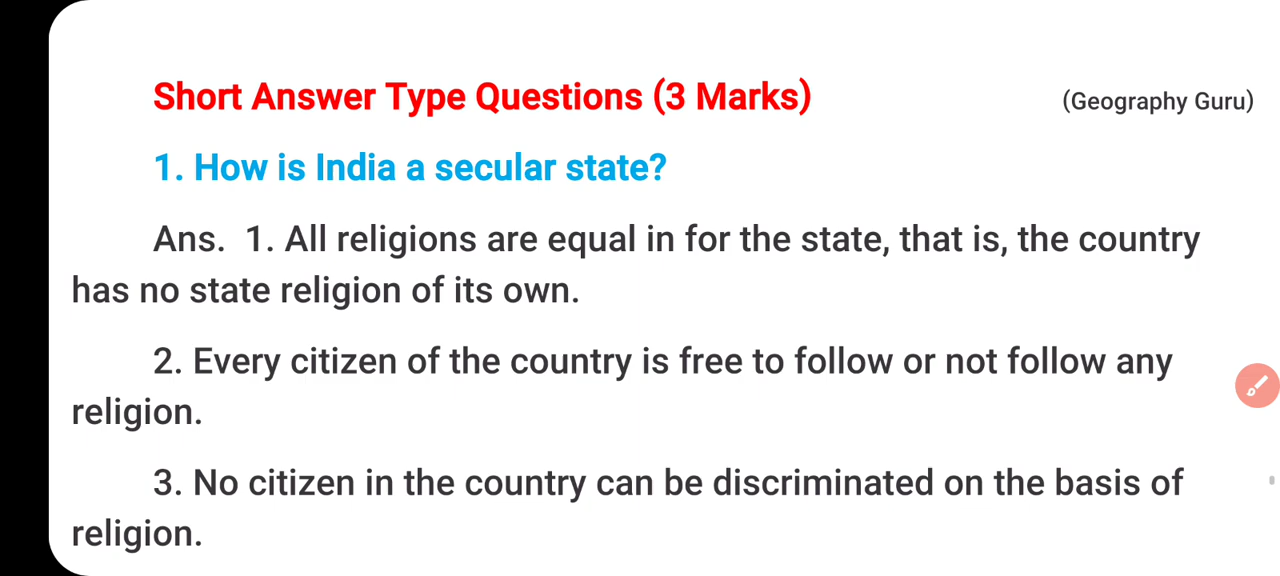 Short Answer Type Questions (3 Marks) (Geography Guru)
1. How is India a secular state?
Ans. 1. All religions are equal in for the state, that is, the country
has no state religion of its own.
2. Every citizen of the country is free to follow or not follow any
religion.
3. No citizen in the country can be discriminated on the basis of
religion.